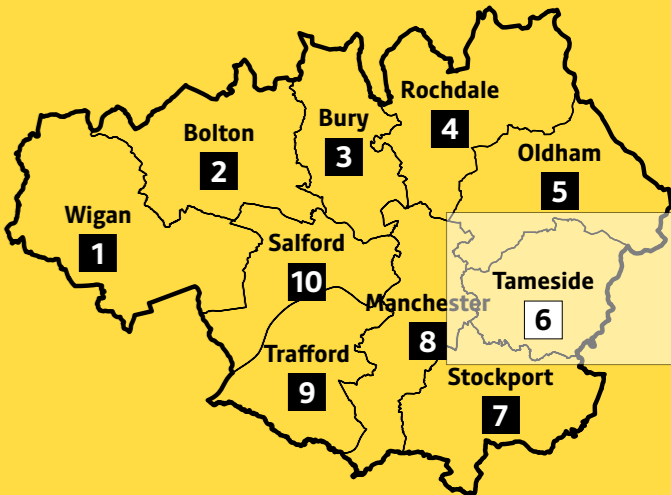 Rochdale
4
Bury
3
Bolton
2
Oldham
5
Wigan
1
Salford
10
Tameside
6
Manchester
8
Trafford
9
Stockport
7